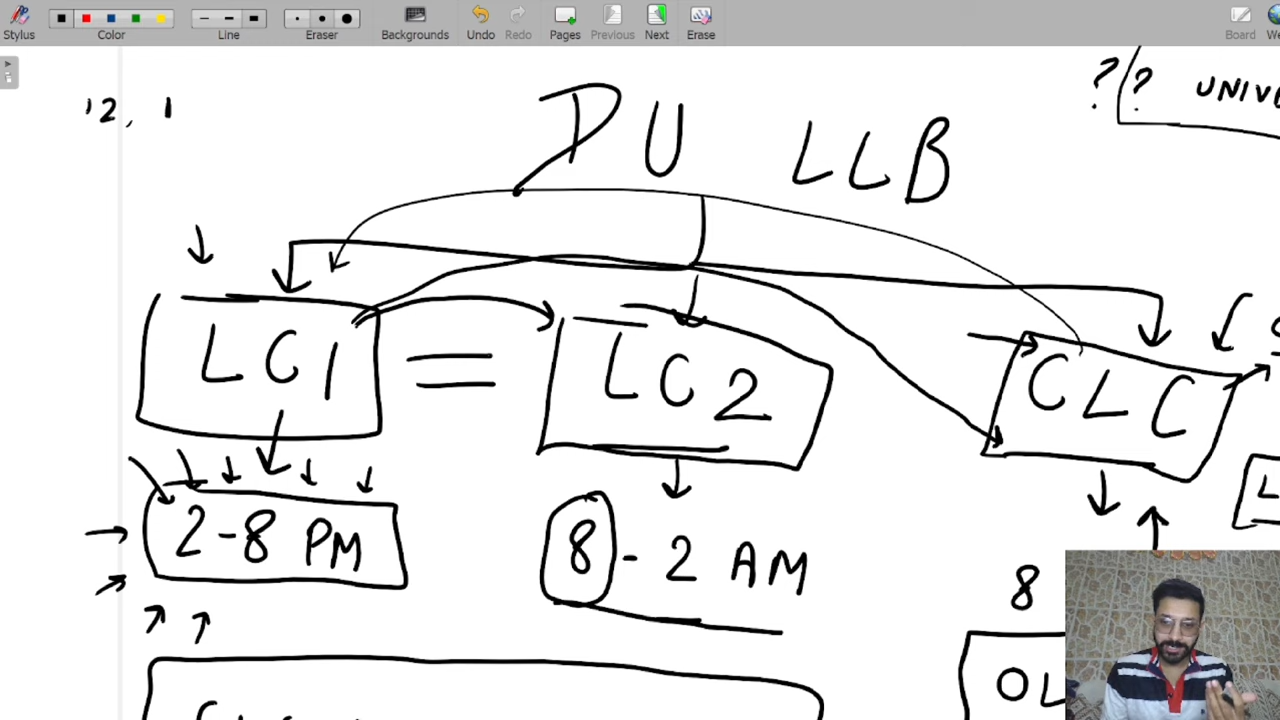 Stylus Color Line Eraser Backgrounds Undo Redo Pages Previous Next Erase Board
12, 1
? ?
DU LLB
LC1 = LC2 CLC
2-8 PM 8 - 2 AM 8